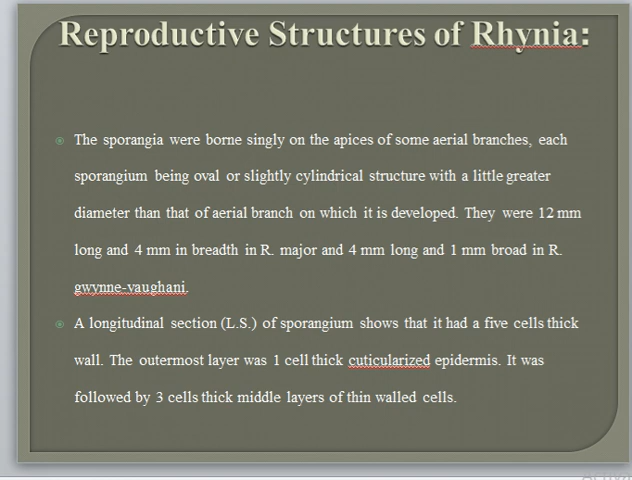 Reproductive Structures of Rhynia:
The sporangia were borne singly on the apices of some aerial branches, each
sporangium being oval or slightly cylindrical structure with a little greater
diameter than that of aerial branch on which it is developed. They were 12 mm
long and 4 mm in breadth in R. major and 4 mm long and 1 mm broad in R.
gwynne-vaughani.
A longitudinal section (L.S.) of sporangium shows that it had a five cells thick
wall. The outermost layer was 1 cell thick cuticularized epidermis. It was
followed by 3 cells thick middle layers of thin walled cells.